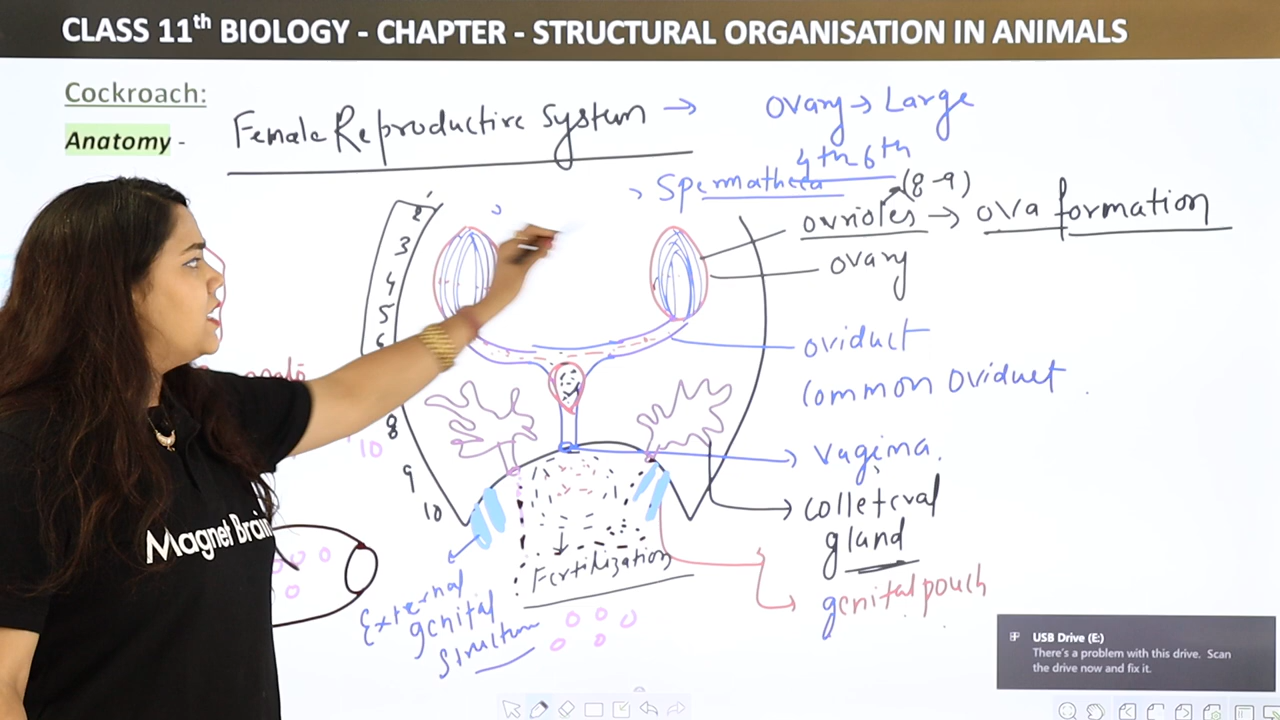 CLASS 11th BIOLOGY - CHAPTER - STRUCTURAL ORGANISATION IN ANIMALS
Cockroach:
Anatomy -
Female Reproductive System →
Ovary → Large
4th 6th
Spermatheca
(8-9)
ovrioles → ova formation
ovary
2
3
4
5
6
8
9
10
10
oviduct
Common Oviduct
→ Vagina.
→ colleteral
gland
genital pouch
Fertilization
External
genital
structure
Magnet Brain
USB Drive (E:)
There's a problem with this drive. Scan
the drive now and fix it.